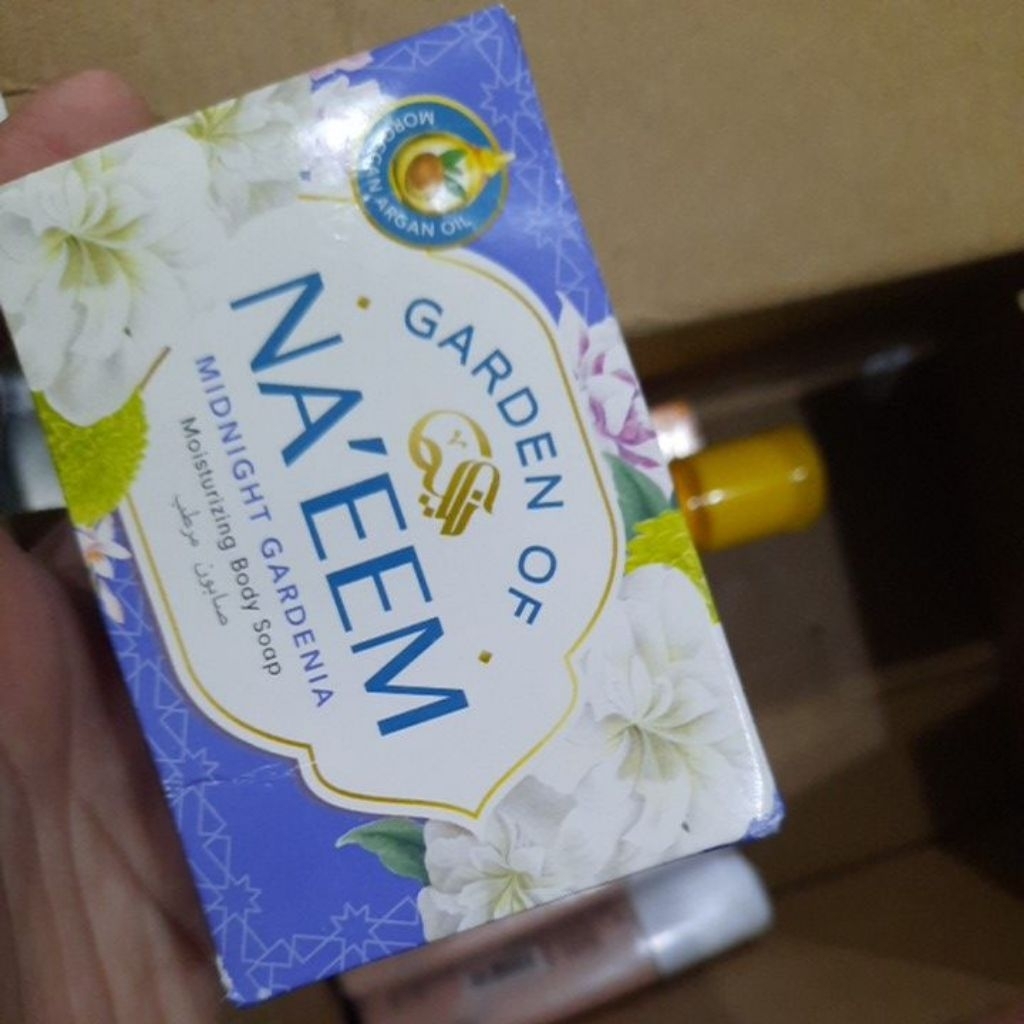 MOROCCAN ARGAN OIL
GARDEN OF
NA'EEM
MIDNIGHT GARDENIA
Moisturizing Body Soap
صابون مرطب